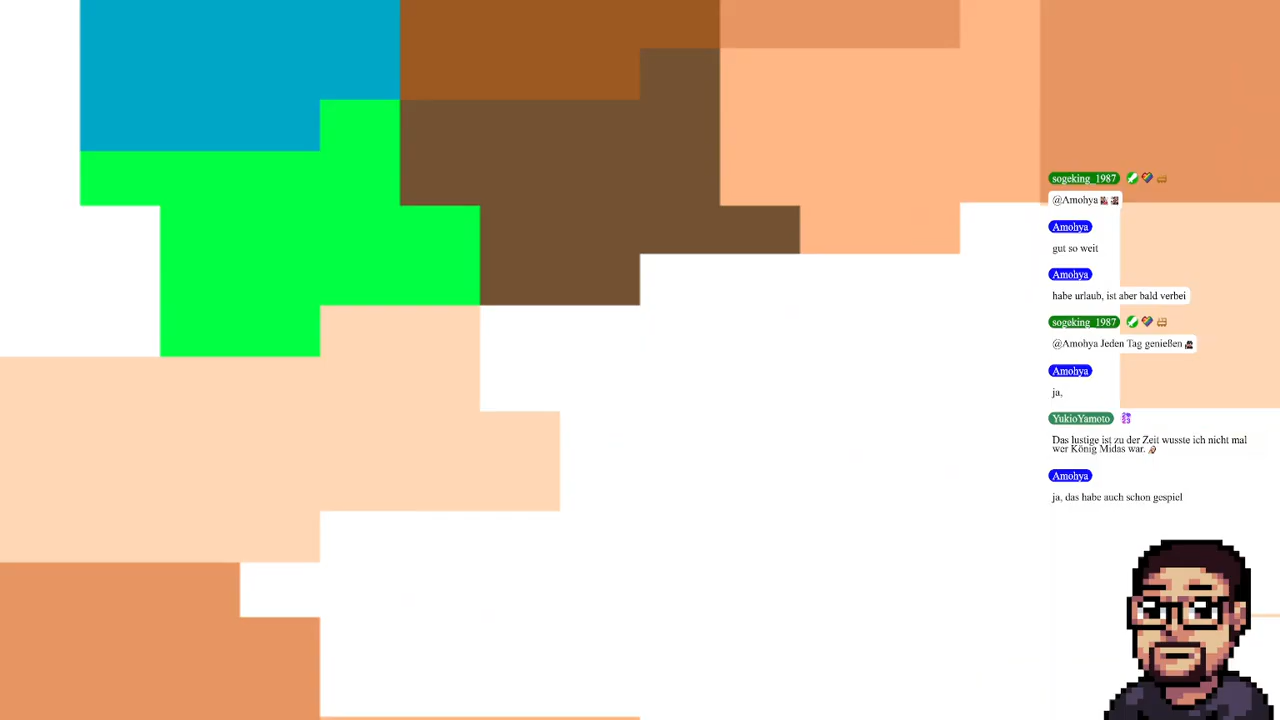 sogeking_1987
@Amohya
Amohya
gut so weit
Amohya
habe urlaub, ist aber bald verbei
sogeking_1987
@Amohya Jeden Tag genießen
Amohya
ja,
YukioYamoto
Das lustige ist zu der Zeit wusste ich nicht mal
wer König Midas war.
Amohya
ja, das habe auch schon gespiel